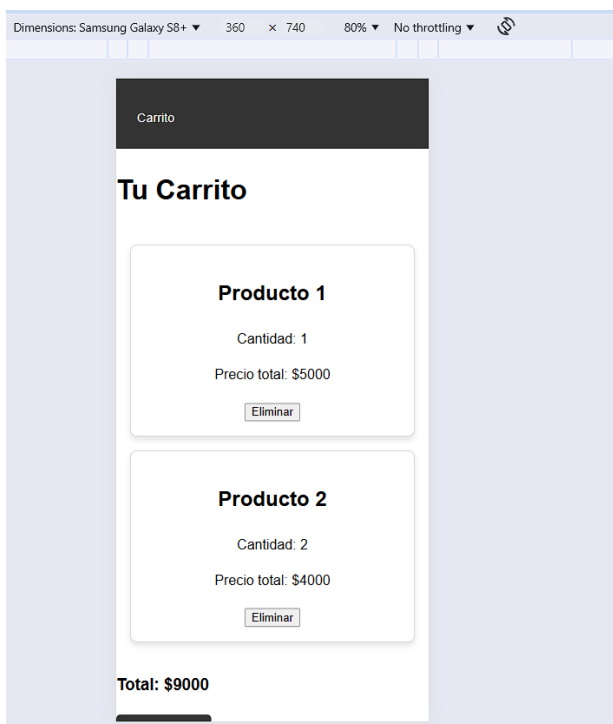 Dimensions: Samsung Galaxy S8+ ▼ 360 × 740 80% ▼ No throttling ▼
Carrito
Tu Carrito
Producto 1
Cantidad: 1
Precio total: $5000
Eliminar
Producto 2
Cantidad: 2
Precio total: $4000
Eliminar
Total: $9000